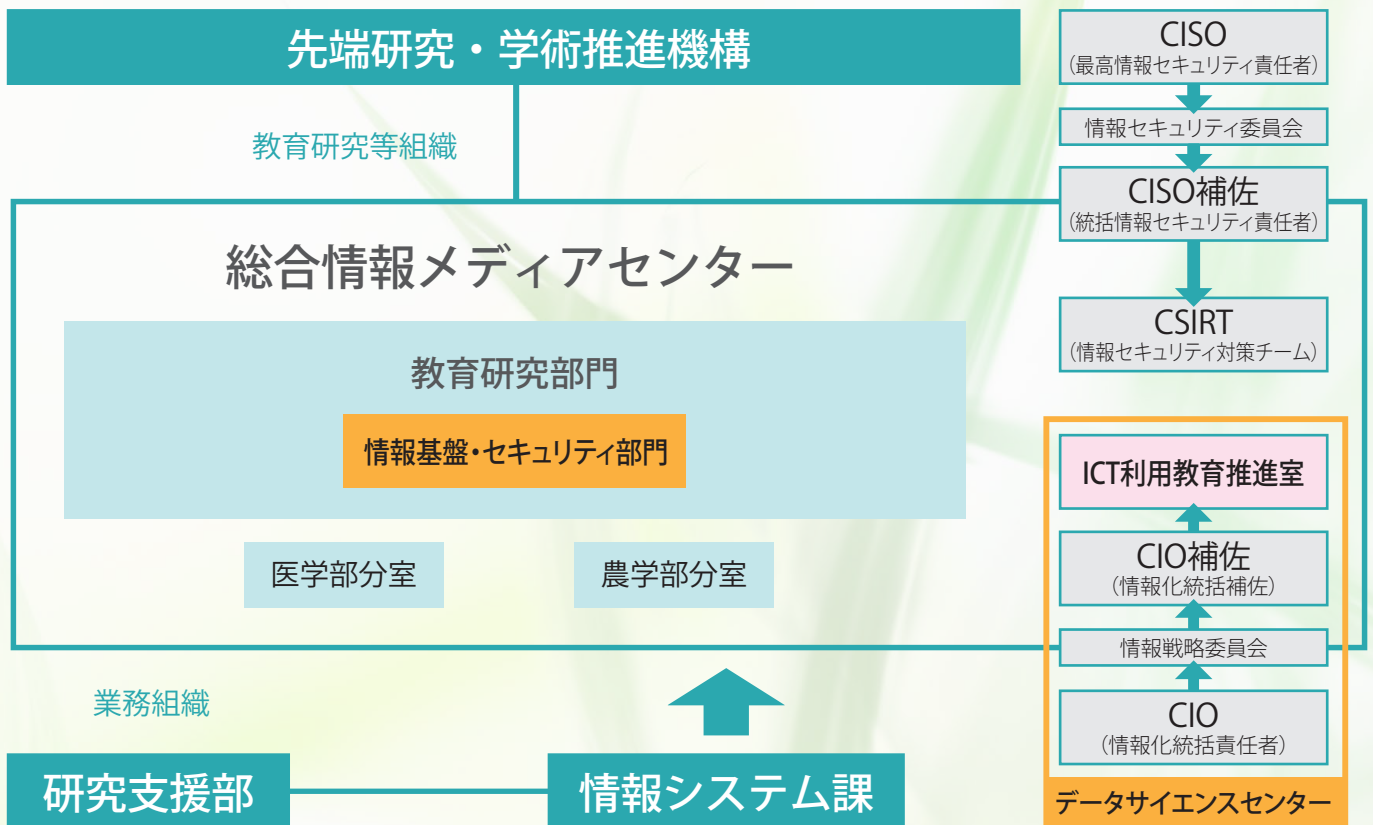 先端研究・学術推進機構
教育研究等組織
総合情報メディアセンター
教育研究部門
情報基盤・セキュリティ部門
医学部分室
農学部分室
業務組織
研究支援部
情報システム課
CISO
（最高情報セキュリティ責任者）
情報セキュリティ委員会
CISO補佐
（統括情報セキュリティ責任者）
CSIRT
（情報セキュリティ対策チーム）
ICT利用教育推進室
CIO補佐
（情報化統括補佐）
情報戦略委員会
CIO
（情報化統括責任者）
データサイエンスセンター